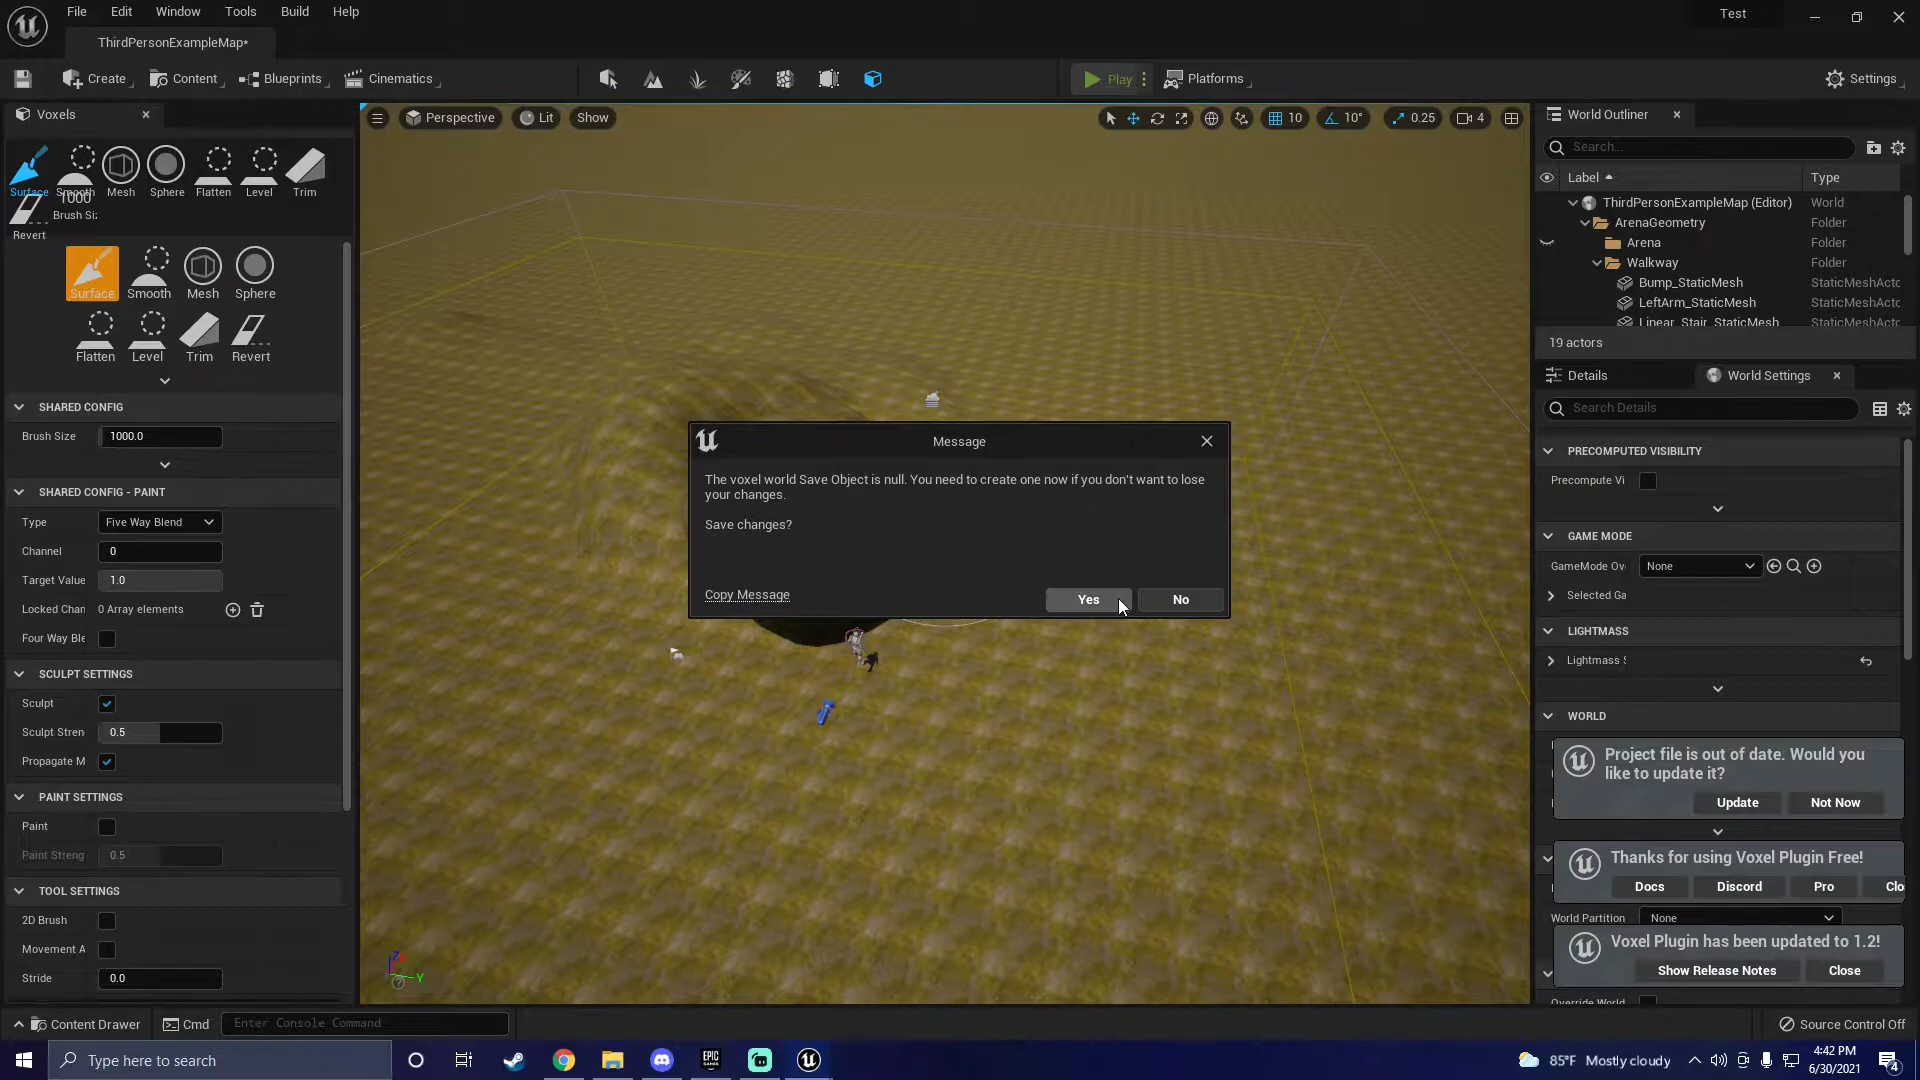 File Edit Window Tools Build Help
Test
ThirdPersonExampleMap*
Create Content Blueprints Cinematics Play Platforms Settings
Voxels
Perspective Lit Show
10 10° 0.25 4
World Outliner
Search...
Surface Smooth Mesh Sphere Flatten Level Trim
1000
Brush Siz
Revert
Label Type
ThirdPersonExampleMap (Editor) World
ArenaGeometry Folder
Arena Folder
Walkway Folder
Bump_StaticMesh StaticMeshActo
LeftArm_StaticMesh StaticMeshActo
Linear_Stair_StaticMesh StaticMeshActo
19 actors
Surface Smooth Mesh Sphere
Flatten Level Trim Revert
SHARED CONFIG
Brush Size 1000.0
SHARED CONFIG - PAINT
Type Five Way Blend
Channel 0
Target Value 1.0
Locked Chan 0 Array elements
Four Way Ble
SCULPT SETTINGS
Sculpt
Sculpt Stren 0.5
Propagate M
PAINT SETTINGS
Paint
Paint Streng 0.5
TOOL SETTINGS
2D Brush
Movement A
Stride 0.0
Message
The voxel world Save Object is null. You need to create one now if you don't want to lose
your changes.
Save changes?
Copy Message
Yes No
Z
Y
Details World Settings
Search Details
PRECOMPUTED VISIBILITY
Precompute Vi
GAME MODE
GameMode Ov None
Selected Ga
LIGHTMASS
Lightmass S
WORLD
Project file is out of date. Would you
like to update it?
Update Not Now
Thanks for using Voxel Plugin Free!
Docs Discord Pro Clo
World Partition None
Voxel Plugin has been updated to 1.2!
Show Release Notes Close
Override World
Content Drawer Cmd Enter Console Command
Source Control Off
Type here to search
EPIC
GAMES
85°F Mostly cloudy
4:42 PM
6/30/2021
4